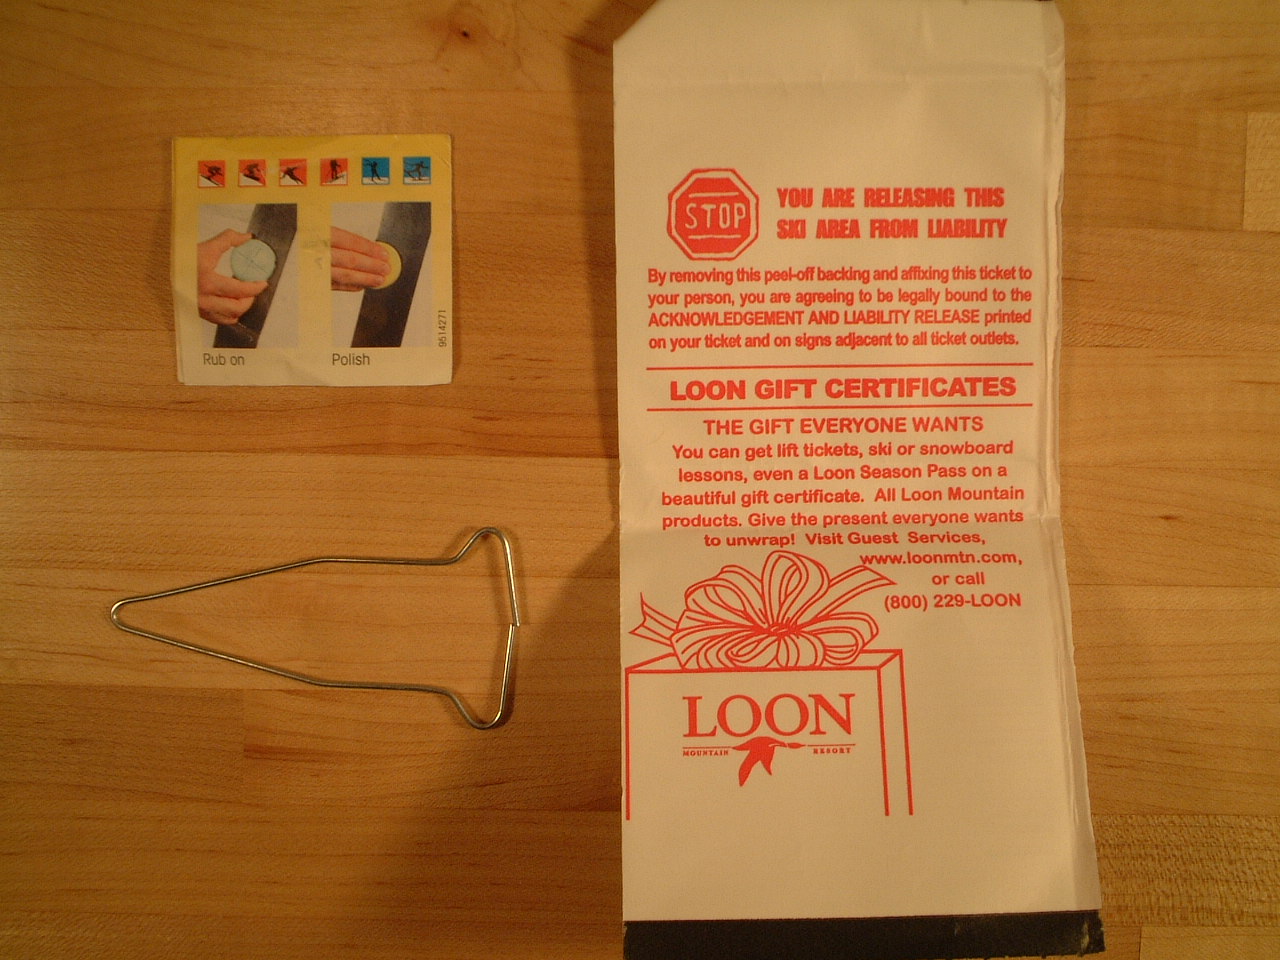 Rub on
Polish
9514271
STOP
YOU ARE RELEASING THIS
SKI AREA FROM LIABILITY
By removing this peel-off backing and affixing this ticket to
your person, you are agreeing to be legally bound to the
ACKNOWLEDGEMENT AND LIABILITY RELEASE printed
on your ticket and on signs adjacent to all ticket outlets.
LOON GIFT CERTIFICATES
THE GIFT EVERYONE WANTS
You can get lift tickets, ski or snowboard
lessons, even a Loon Season Pass on a
beautiful gift certificate. All Loon Mountain
products. Give the present everyone wants
to unwrap! Visit Guest Services,
www.loonmtn.com,
or call
(800) 229-LOON
LOON
MOUNTAIN RESORT